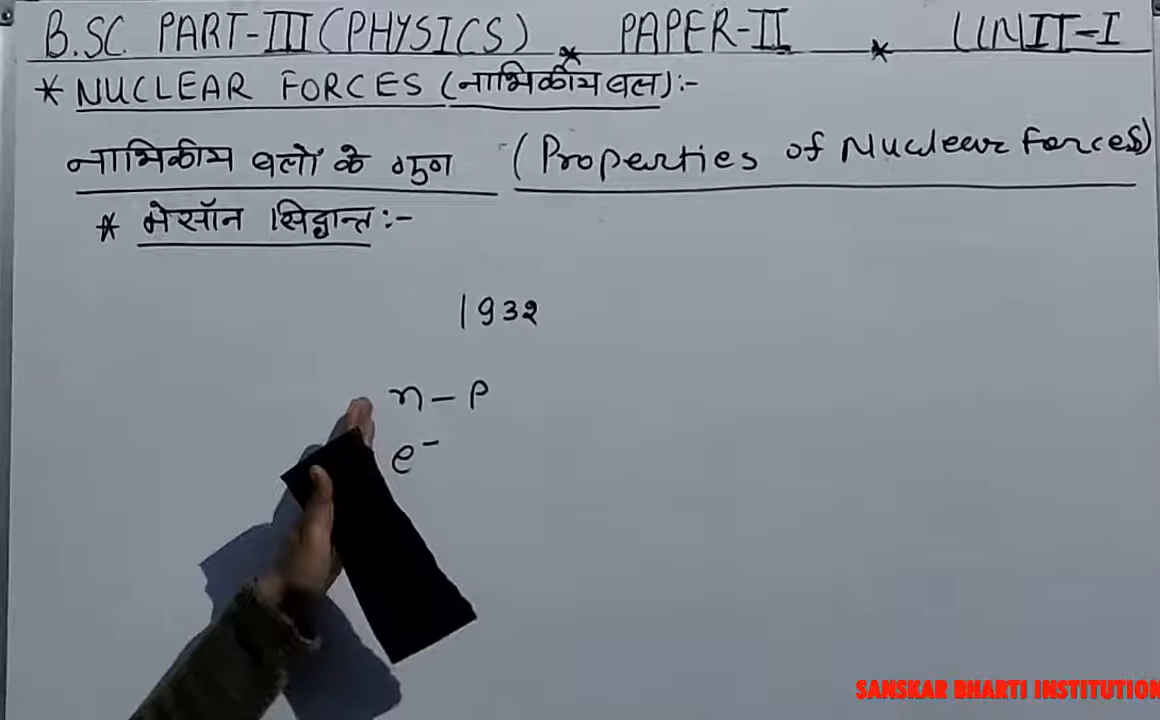 B.SC PART-III (PHYSICS) * PAPER-II * UNIT-I
* NUCLEAR FORCES (नाभिकीय बल) :-
नाभिकीय बलों के गुण (Properties of Nuclear forces)
* मेसॉन सिद्धान्त :-
1932
n - p
e⁻
SANSKAR BHARTI INSTITUTION